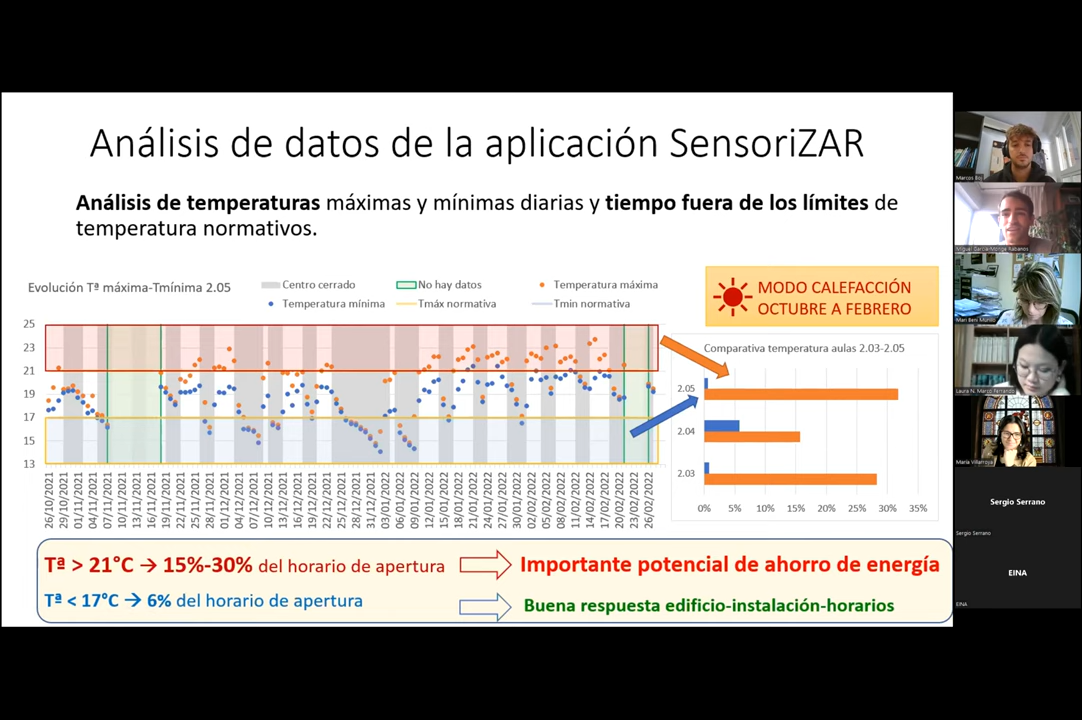 Análisis de datos de la aplicación SensoriZAR
Análisis de temperaturas máximas y mínimas diarias y tiempo fuera de los límites de
temperatura normativos.
Evolución Tª máxima-Tmínima 2.05
Centro cerrado
No hay datos
Temperatura máxima
Temperatura mínima
Tmáx normativa
Tmin normativa
25
23
21
19
17
15
13
26/10/2021
29/10/2021
01/11/2021
04/11/2021
07/11/2021
10/11/2021
13/11/2021
16/11/2021
19/11/2021
22/11/2021
25/11/2021
28/11/2021
01/12/2021
04/12/2021
07/12/2021
10/12/2021
13/12/2021
16/12/2021
19/12/2021
22/12/2021
25/12/2021
28/12/2021
31/12/2021
03/01/2022
06/01/2022
09/01/2022
12/01/2022
15/01/2022
18/01/2022
21/01/2022
24/01/2022
27/01/2022
30/01/2022
02/02/2022
05/02/2022
08/02/2022
11/02/2022
14/02/2022
17/02/2022
20/02/2022
23/02/2022
26/02/2022
MODO CALEFACCIÓN
OCTUBRE A FEBRERO
Comparativa temperatura aulas 2.03-2.05
2.05
2.04
2.03
0% 5% 10% 15% 20% 25% 30% 35%
Tª > 21°C → 15%-30% del horario de apertura
Importante potencial de ahorro de energía
Tª < 17°C → 6% del horario de apertura
Buena respuesta edificio-instalación-horarios
Marcos
Mari Beni
María Villarroya
Sergio Serrano
Sergio Serrano
EINA
EINA